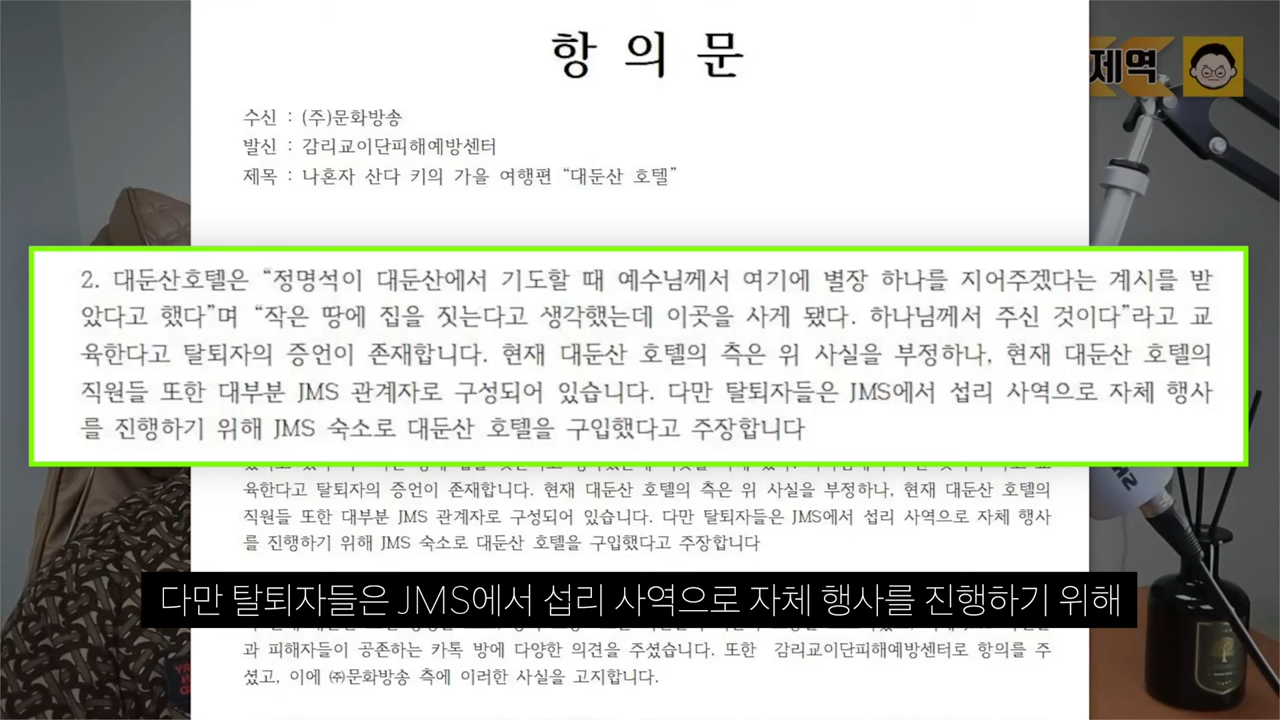 항 의 문
제역
수신 : (주)문화방송
발신 : 감리교이단피해예방센터
제목 : 나혼자 산다 키의 가을 여행편 “대둔산 호텔”
2. 대둔산호텔은 “정명석이 대둔산에서 기도할 때 예수님께서 여기에 별장 하나를 지어주겠다는 계시를 받
았다고 했다”며 “작은 땅에 집을 짓는다고 생각했는데 이곳을 사게 됐다. 하나님께서 주신 것이다”라고 교
육한다고 탈퇴자의 증언이 존재합니다. 현재 대둔산 호텔의 측은 위 사실을 부정하나, 현재 대둔산 호텔의
직원들 또한 대부분 JMS 관계자로 구성되어 있습니다. 다만 탈퇴자들은 JMS에서 섭리 사역으로 자체 행사
를 진행하기 위해 JMS 숙소로 대둔산 호텔을 구입했다고 주장합니다
육한다고 탈퇴자의 증언이 존재합니다. 현재 대둔산 호텔의 측은 위 사실을 부정하나, 현재 대둔산 호텔의
직원들 또한 대부분 JMS 관계자로 구성되어 있습니다. 다만 탈퇴자들은 JMS에서 섭리 사역으로 자체 행사
를 진행하기 위해 JMS 숙소로 대둔산 호텔을 구입했다고 주장합니다
다만 탈퇴자들은 JMS에서 섭리 사역으로 자체 행사를 진행하기 위해
과 피해자들이 공존하는 카톡 방에 다양한 의견을 주셨습니다. 또한 감리교이단피해예방센터로 항의를 주
셨고, 이에 ㈜문화방송 측에 이러한 사실을 고지합니다.